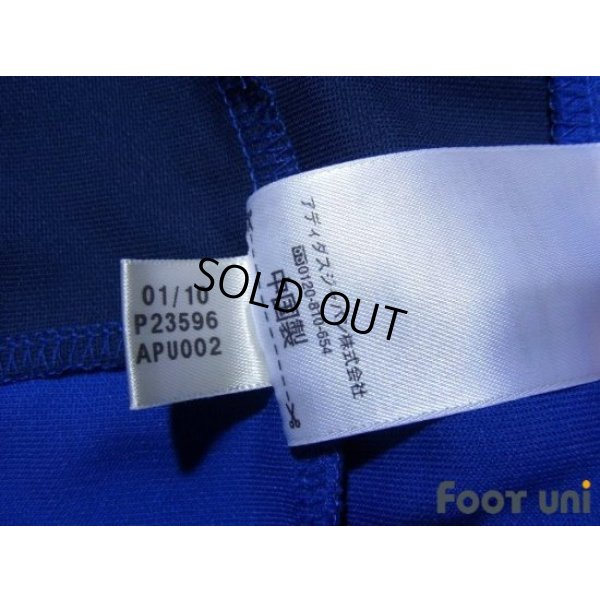 01/10
P23596
APU002
アディダスジャパン株式会社
0120-810-654
中国製
SOLD OUT
FOOT UNI